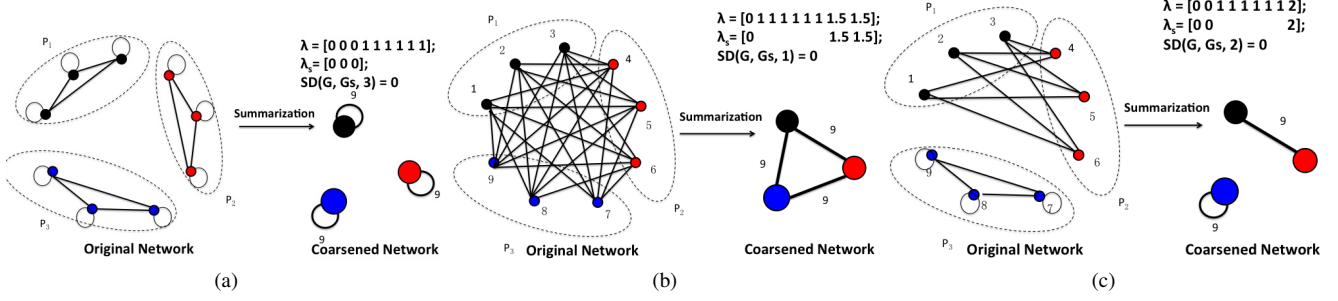 P1
P2
P3
λ = [0 0 0 1 1 1 1 1 1];
λs= [0 0 0];
SD(G, Gs, 3) = 0
Summarization
9
9
9
Original Network
Coarsened Network
(a)
P1
P2
P3
1
2
3
4
5
6
7
8
9
λ = [0 1 1 1 1 1 1 1.5 1.5];
λs= [0 1.5 1.5];
SD(G, Gs, 1) = 0
Summarization
9
9
9
Original Network
Coarsened Network
(b)
P1
P2
P3
1
2
3
4
5
6
7
8
9
λ = [0 0 1 1 1 1 1 1 2];
λs= [0 0 2];
SD(G, Gs, 2) = 0
Summarization
9
9
Original Network
Coarsened Network
(c)